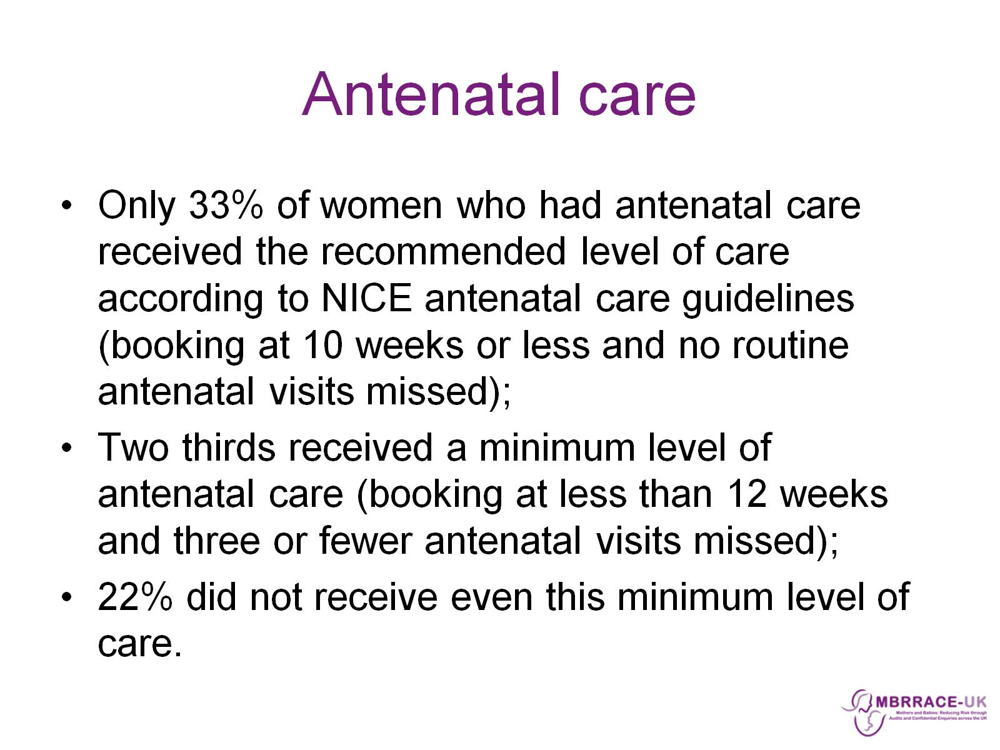 Antenatal care
• Only 33% of women who had antenatal care
received the recommended level of care
according to NICE antenatal care guidelines
(booking at 10 weeks or less and no routine
antenatal visits missed);
• Two thirds received a minimum level of
antenatal care (booking at less than 12 weeks
and three or fewer antenatal visits missed);
• 22% did not receive even this minimum level of
care.
MBRRACE-UK
Mothers and Babies: Reducing Risk through
Audits and Confidential Enquiries across the UK